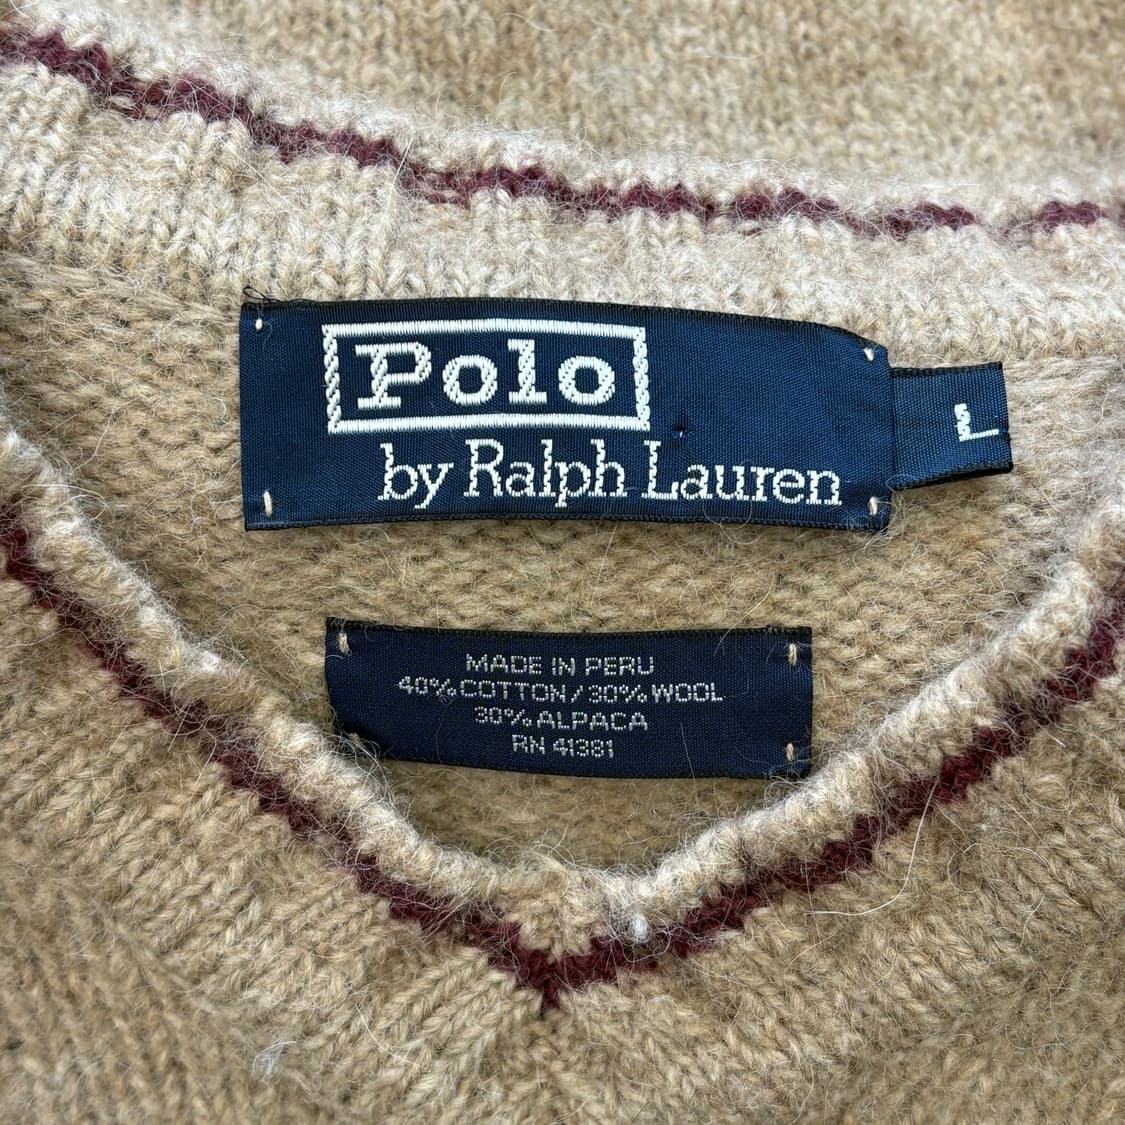 Polo
by Ralph Lauren
L
MADE IN PERU
40% COTTON / 30% WOOL
30% ALPACA
RN 41381